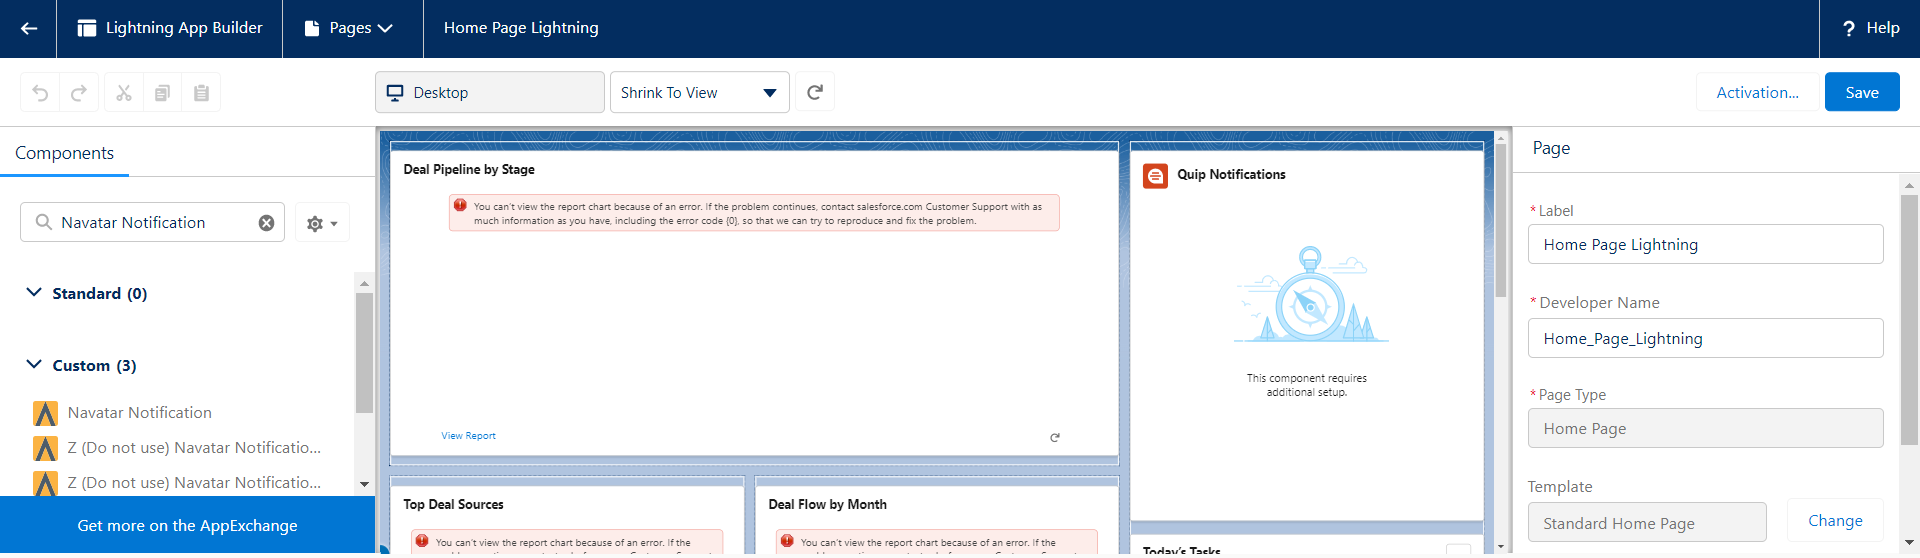 Lightning App Builder
Pages
Home Page Lightning
? Help
Desktop
Shrink To View
Activation...
Save
Components
Navatar Notification
Standard (0)
Custom (3)
Navatar Notification
Z (Do not use) Navatar Notificatio...
Z (Do not use) Navatar Notificatio...
Get more on the AppExchange
Deal Pipeline by Stage
You can't view the report chart because of an error. If the problem continues, contact salesforce.com Customer Support with as
much information as you have, including the error code {0}, so that we can try to reproduce and fix the problem.
View Report
Top Deal Sources
You can't view the report chart because of an error. If the
Deal Flow by Month
You can't view the report chart because of an error. If the
Quip Notifications
This component requires
additional setup.
Today's Tasks
Page
* Label
Home Page Lightning
* Developer Name
Home_Page_Lightning
* Page Type
Home Page
Template
Standard Home Page
Change